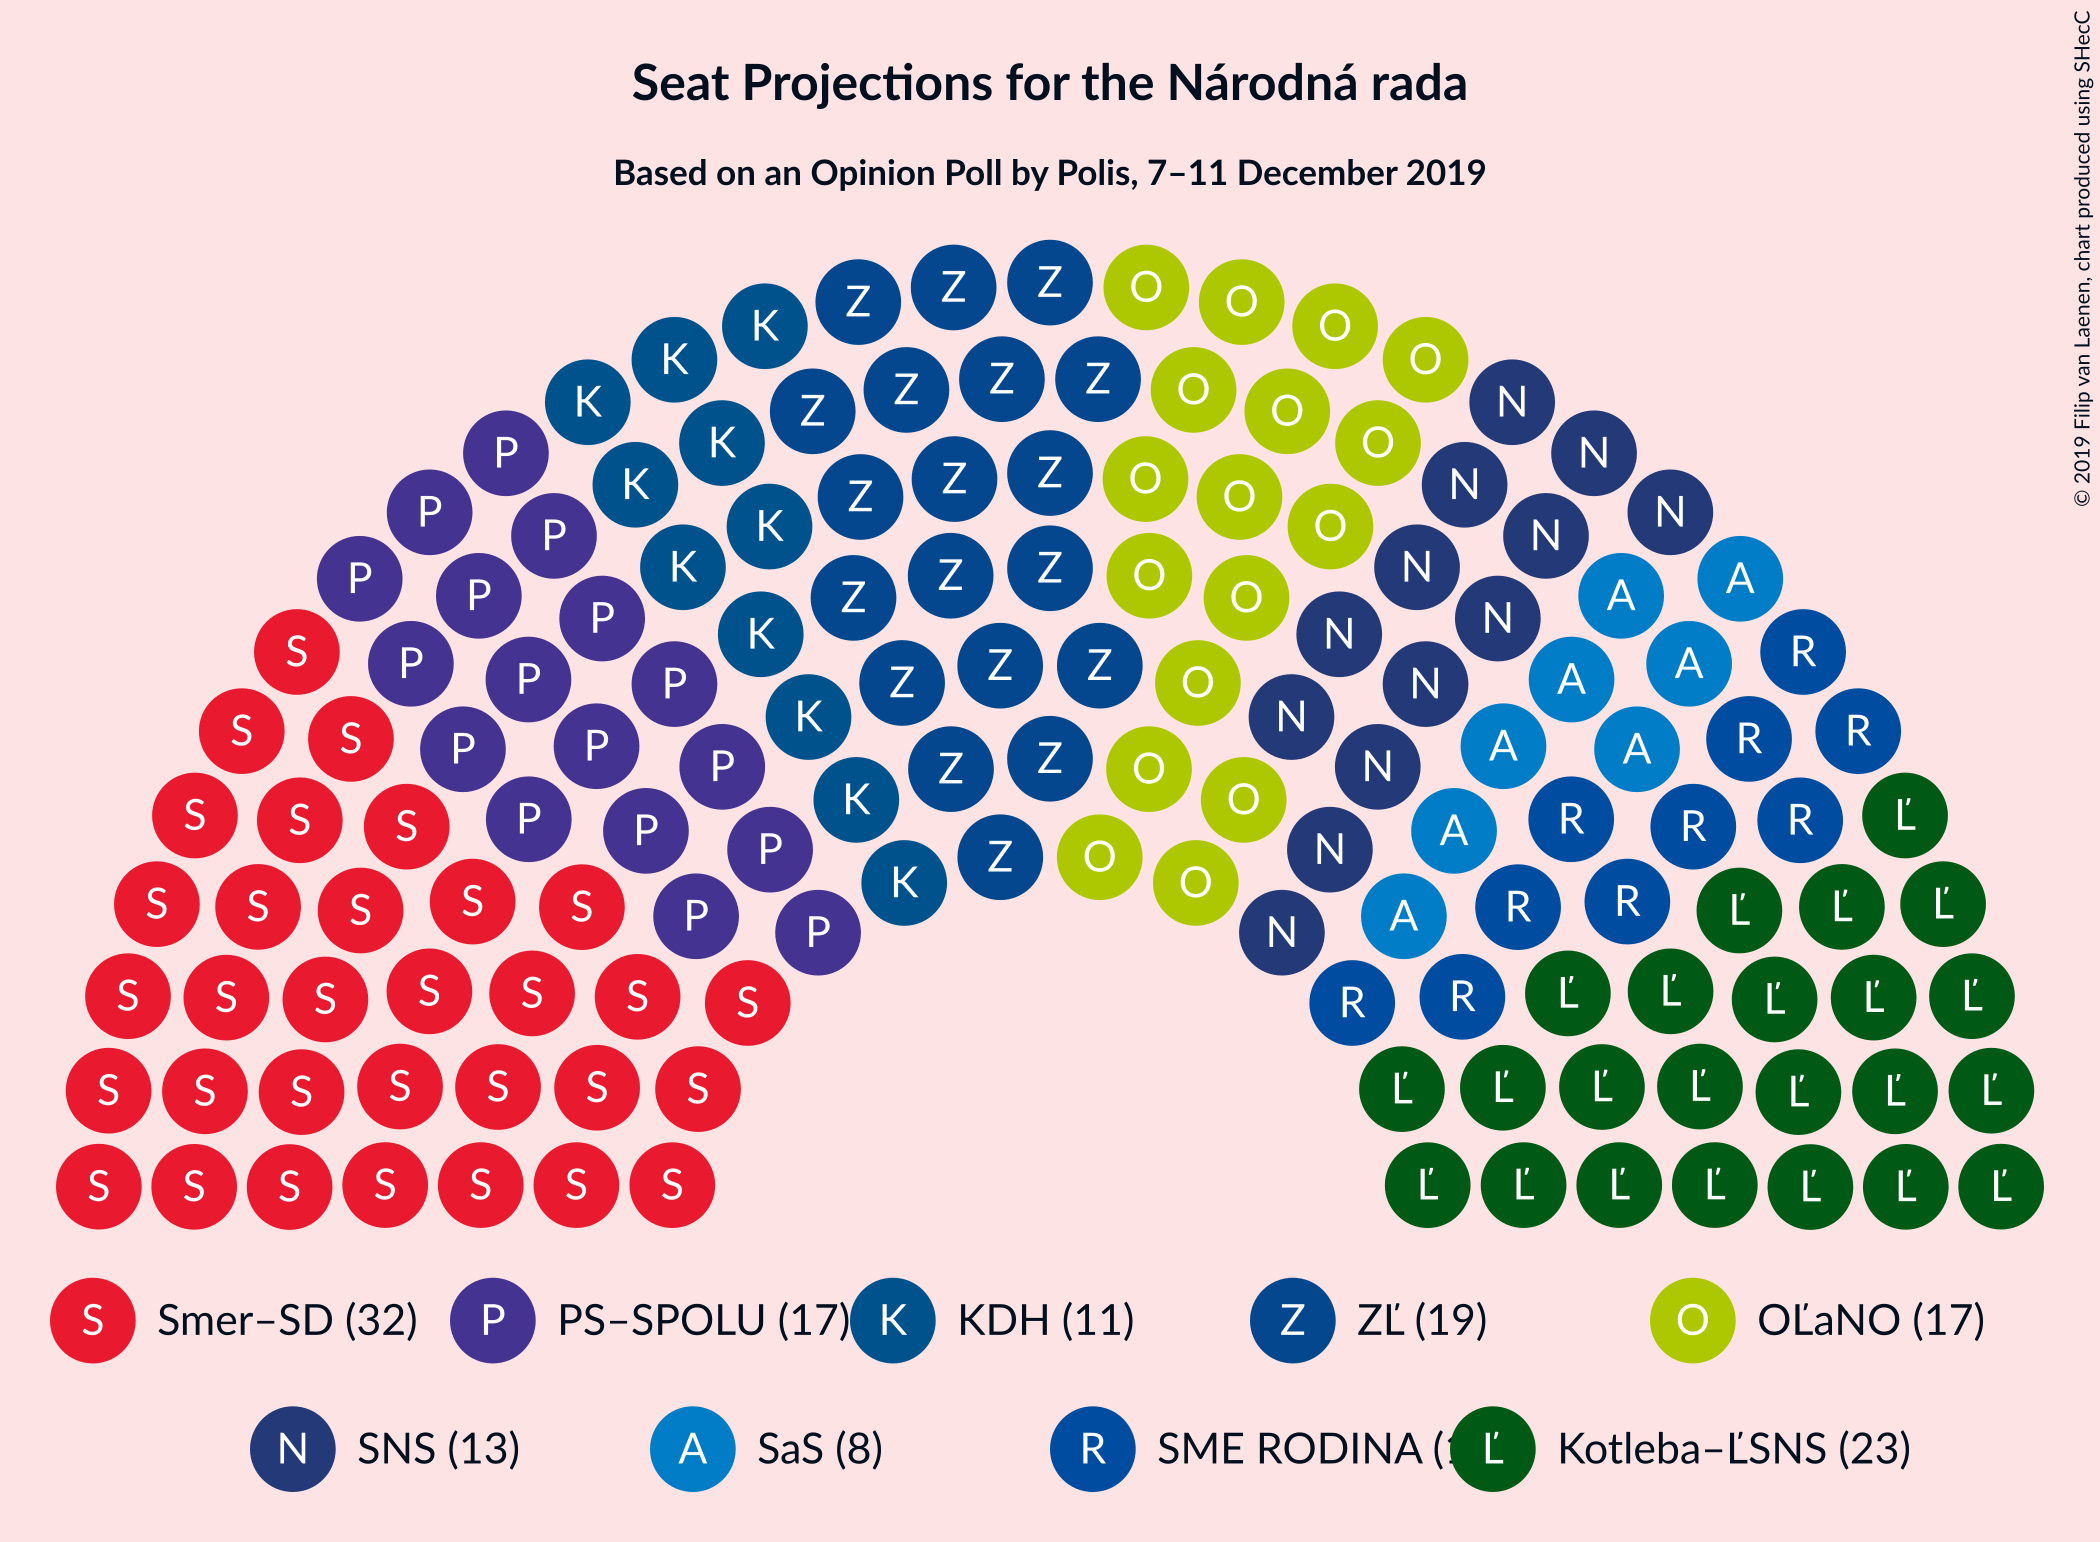 Seat Projections for the Národná rada
Based on an Opinion Poll by Polis, 7–11 December 2019
© 2019 Filip van Laenen, chart produced using SHecC
Z Z Z O O O O
K K K Z Z Z Z O O O N N N
P P P K K K Z Z Z O O O N N N A A
S P P P K K Z Z Z O O N N N A A R
S S P P P K Z Z Z O N N A A R R
S S S P P P K Z Z O O N N A A R R Ľ
S S S S S P P P K Z O O N A R R R Ľ Ľ Ľ
S S S S S S S P P N A R R Ľ Ľ Ľ Ľ Ľ
S S S S S S S R R Ľ Ľ Ľ Ľ Ľ Ľ Ľ
S S S S S S S Ľ Ľ Ľ Ľ Ľ Ľ Ľ
S Smer–SD (32) P PS–SPOLU (17) K KDH (11) Z ZĽ (19) O OĽaNO (17)
N SNS (13) A SaS (8) R SME RODINA Ľ Kotleba–ĽSNS (23)